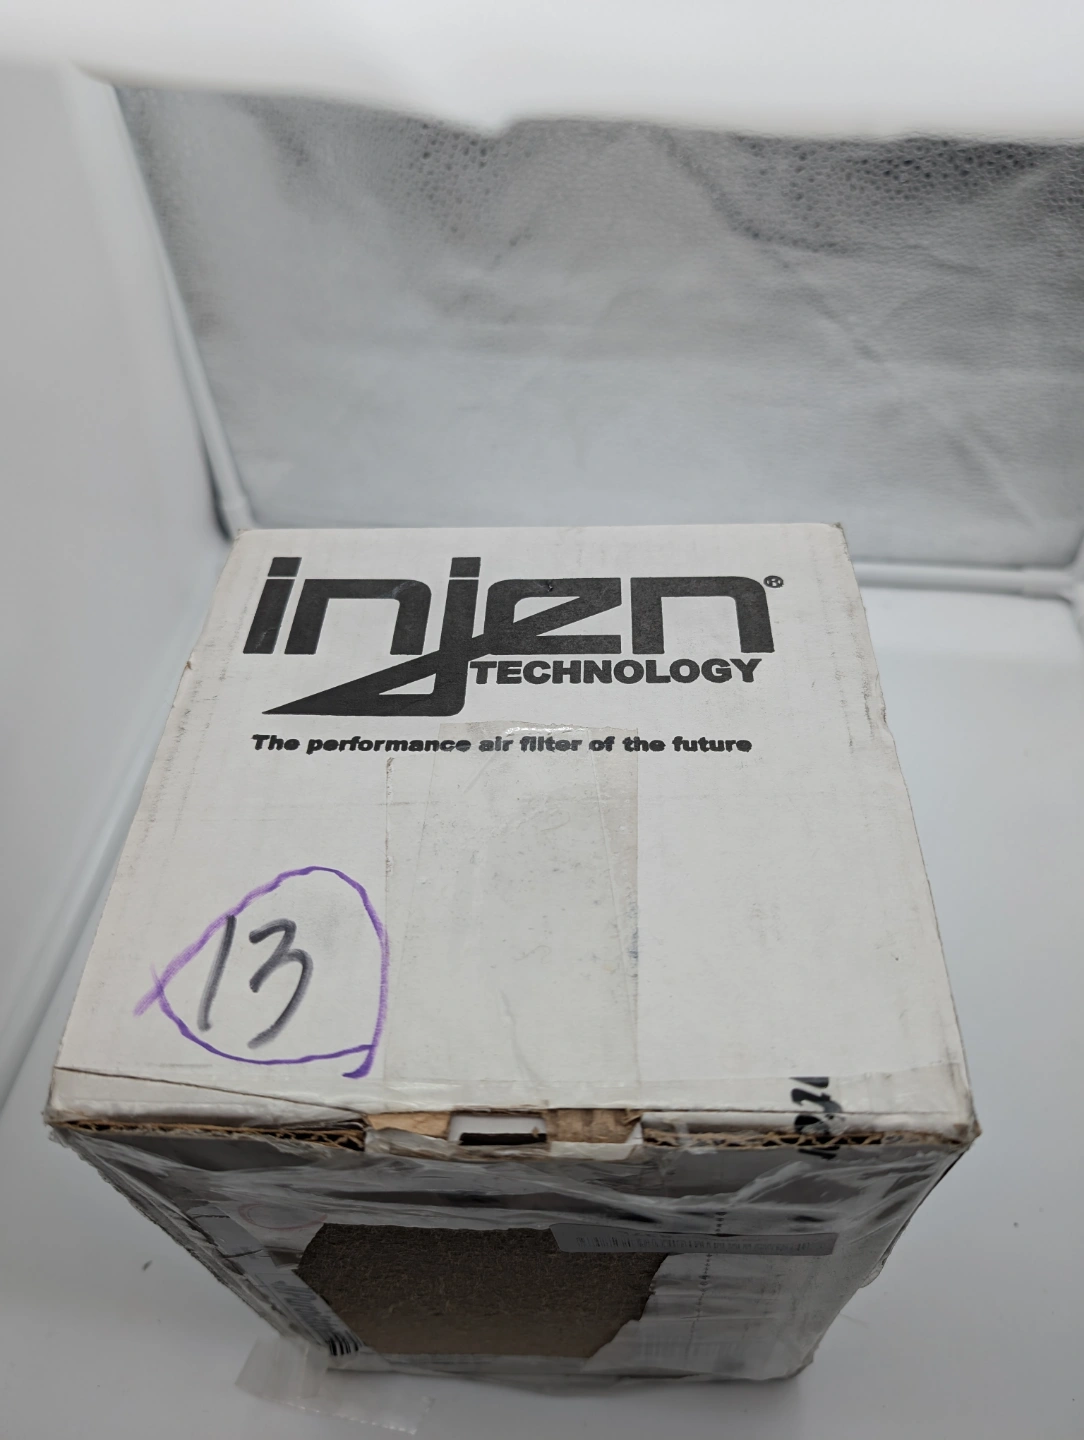 injen®
TECHNOLOGY
The performance air filter of the future
13